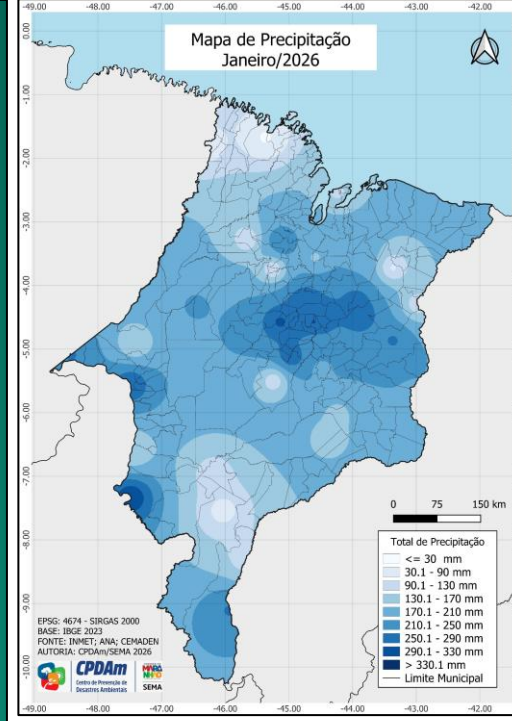 -49.00 -48.00 -47.00 -46.00 -45.00 -44.00 -43.00 -42.00
Mapa de Precipitação
Janeiro/2026
0.00
-1.00
-2.00
-3.00
-4.00
-5.00
-6.00
-7.00
-8.00
-9.00
-10.00
0 75 150 km
Total de Precipitação
<= 30 mm
30.1 - 90 mm
90.1 - 130 mm
130.1 - 170 mm
170.1 - 210 mm
210.1 - 250 mm
250.1 - 290 mm
290.1 - 330 mm
> 330.1 mm
Limite Municipal
EPSG: 4674 - SIRGAS 2000
BASE: IBGE 2023
FONTE: INMET; ANA; CEMADEN
AUTORIA: CPDAm/SEMA 2026
CPDAm
Centro de Prevenção de
Desastres Ambientais
MARA
NHÃO
SEMA
-49.00 -48.00 -47.00 -46.00 -45.00 -44.00 -43.00 -42.00